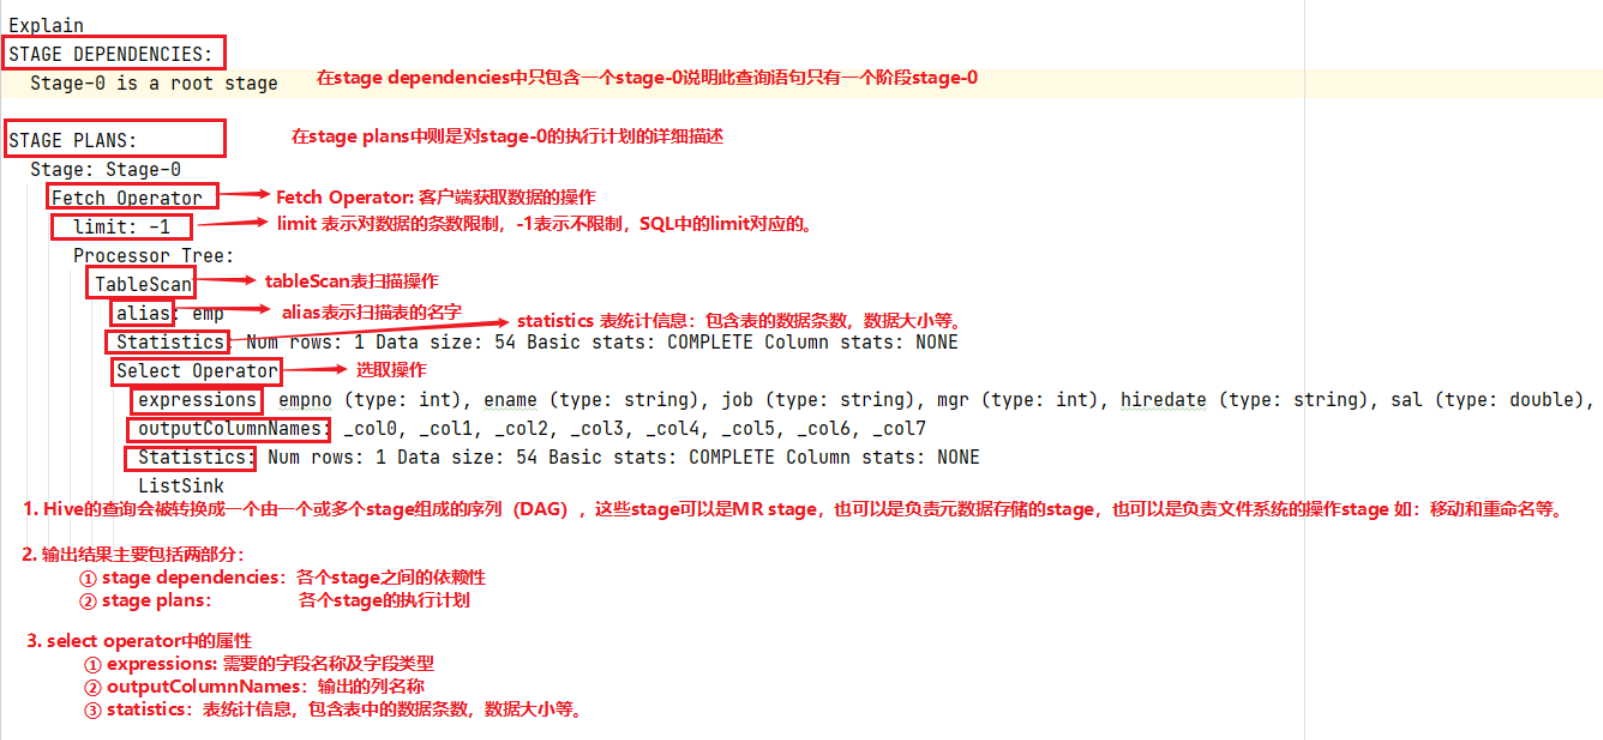 Explain
STAGE DEPENDENCIES:
Stage-0 is a root stage 在stage dependencies中只包含一个stage-0说明此查询语句只有一个阶段stage-0
STAGE PLANS: 在stage plans中则是对stage-0的执行计划的详细描述
Stage: Stage-0
Fetch Operator Fetch Operator: 客户端获取数据的操作
limit: -1 limit 表示对数据的条数限制，-1表示不限制，SQL中的limit对应的。
Processor Tree:
TableScan tableScan表扫描操作
alias: emp alias表示扫描表的名字
statistics 表统计信息：包含表的数据条数，数据大小等。
Statistics: Num rows: 1 Data size: 54 Basic stats: COMPLETE Column stats: NONE
Select Operator 选取操作
expressions empno (type: int), ename (type: string), job (type: string), mgr (type: int), hiredate (type: string), sal (type: double),
outputColumnNames: _col0, _col1, _col2, _col3, _col4, _col5, _col6, _col7
Statistics: Num rows: 1 Data size: 54 Basic stats: COMPLETE Column stats: NONE
ListSink
1. Hive的查询会被转换成一个由一个或多个stage组成的序列（DAG），这些stage可以是MR stage，也可以是负责元数据存储的stage，也可以是负责文件系统的操作stage 如：移动和重命名等。
2. 输出结果主要包括两部分：
① stage dependencies：各个stage之间的依赖性
② stage plans： 各个stage的执行计划
3. select operator中的属性
① expressions: 需要的字段名称及字段类型
② outputColumnNames：输出的列名称
③ statistics：表统计信息，包含表中的数据条数，数据大小等。